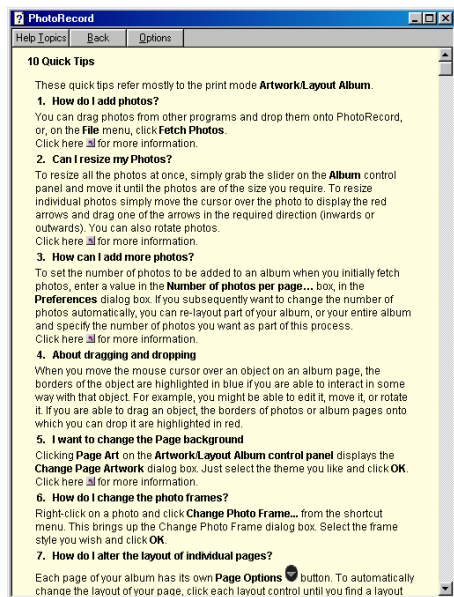 PhotoRecord
Help Topics Back Options
10 Quick Tips
These quick tips refer mostly to the print mode Artwork/Layout Album.
1. How do I add photos?
You can drag photos from other programs and drop them onto PhotoRecord,
or, on the File menu, click Fetch Photos.
Click here for more information.
2. Can I resize my Photos?
To resize all the photos at once, simply grab the slider on the Album control
panel and move it until the photos are of the size you require. To resize
individual photos simply move the cursor over the photo to display the red
arrows and drag one of the arrows in the required direction (inwards or
outwards). You can also rotate photos.
Click here for more information.
3. How can I add more photos?
To set the number of photos to be added to an album when you initially fetch
photos, enter a value in the Number of photos per page... box, in the
Preferences dialog box. If you subsequently want to change the number of
photos automatically, you can re-layout part of your album, or your entire album
and specify the number of photos you want as part of this process.
Click here for more information.
4. About dragging and dropping
When you move the mouse cursor over an object on an album page, the
borders of the object are highlighted in blue if you are able to interact in some
way with that object. For example, you might be able to edit it, move it, or rotate
it. If you are able to drag an object, the borders of photos or album pages onto
which you can drop it are highlighted in red.
5. I want to change the Page background
Clicking Page Art on the Artwork/Layout Album control panel displays the
Change Page Artwork dialog box. Just select the theme you like and click OK.
Click here for more information.
6. How do I change the photo frames?
Right-click on a photo and click Change Photo Frame... from the shortcut
menu. This brings up the Change Photo Frame dialog box. Select the frame
style you wish and click OK.
7. How do I alter the layout of individual pages?
Each page of your album has its own Page Options button. To automatically
change the layout of your page, click each layout control until you find a layout